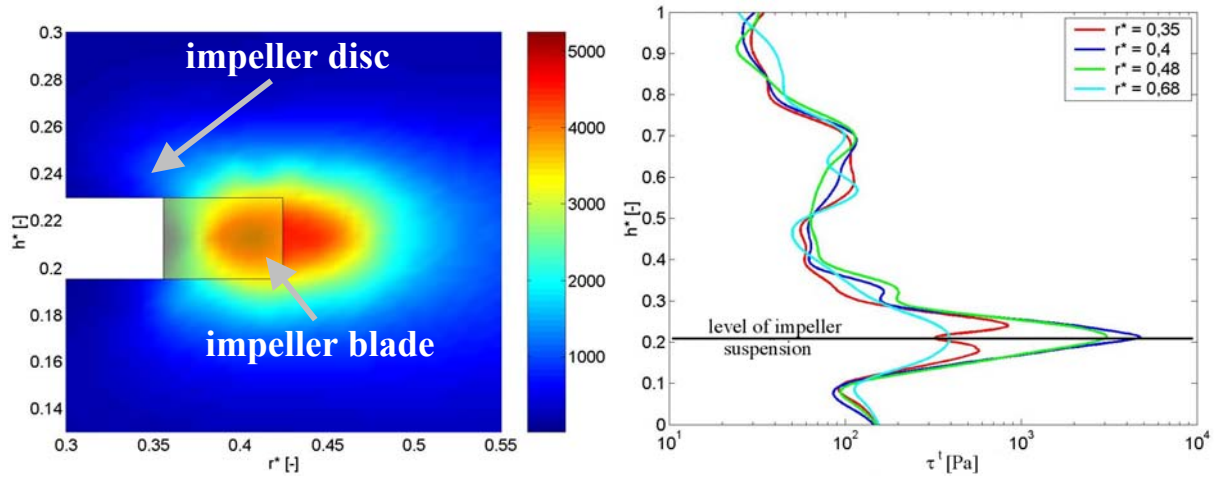 0.3
0.28
0.26
0.24
0.22
0.2
0.18
0.16
0.14
h* [-]
0.3
0.35
0.4
0.45
0.5
0.55
r* [-]
impeller disc
impeller blade
5000
4000
3000
2000
1000
1
0.9
0.8
0.7
0.6
0.5
0.4
0.3
0.2
0.1
0
h* [-]
r* = 0,35
r* = 0,4
r* = 0,48
r* = 0,68
level of impeller
suspension
10¹
10²
10³
10⁴
τᵗ [Pa]